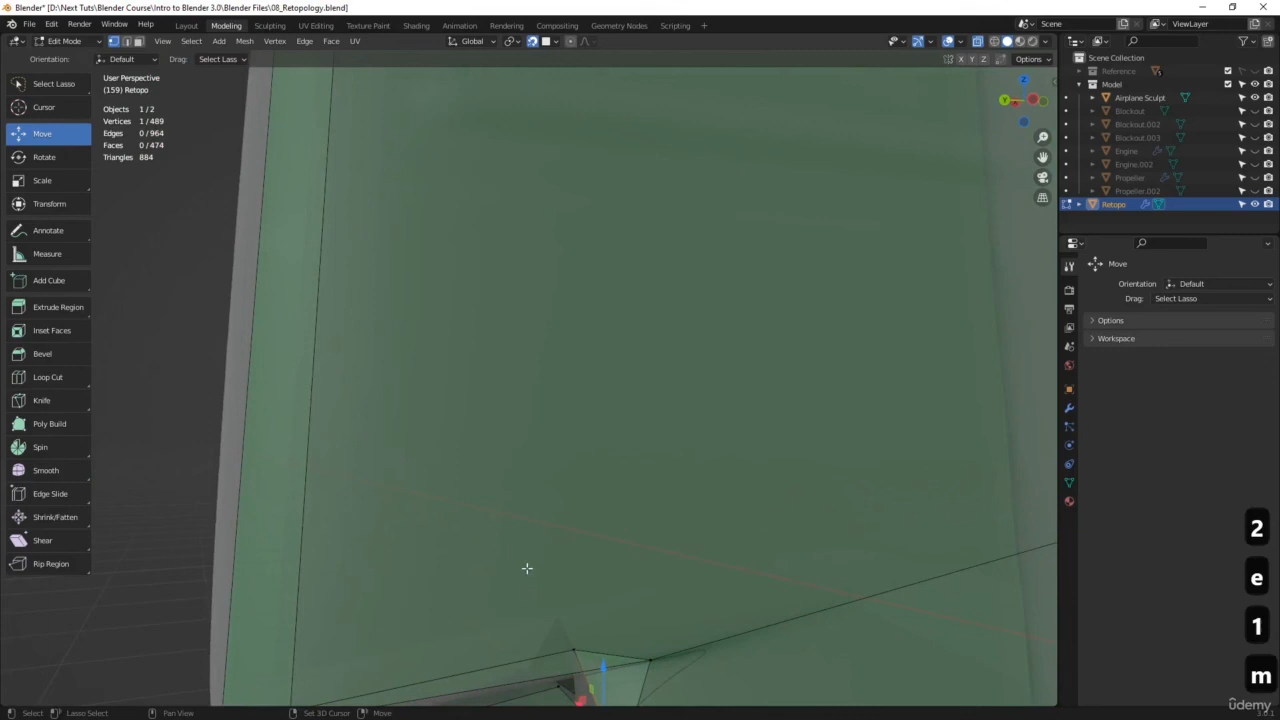 Blender* [D:\Next Tuts\Blender Course\Intro to Blender 3.0\Blender Files\08_Retopology.blend]
File Edit Render Window Help Layout Modeling Sculpting UV Editing Texture Paint Shading Animation Rendering Compositing Geometry Nodes Scripting + Scene ViewLayer
Edit Mode View Select Add Mesh Vertex Edge Face UV Global
Orientation: Default Drag: Select Lasso X Y Z Options
Scene Collection
Reference
Model
Airplane Sculpt
Blockout
Blockout.002
Blockout.003
Engine
Engine.002
Propeller
Propeller.002
Retopo
Select Lasso
Cursor
Move
Rotate
Scale
Transform
Annotate
Measure
Add Cube
Extrude Region
Inset Faces
Bevel
Loop Cut
Knife
Poly Build
Spin
Smooth
Edge Slide
Shrink/Fatten
Shear
Rip Region
User Perspective
(159) Retopo
Objects 1/2
Vertices 1/489
Edges 0/964
Faces 0/474
Triangles 884
Z
Y
Move
Orientation Default
Drag: Select Lasso
Options
Workspace
2
e
1
m
Select Lasso Select Pan View Set 3D Cursor Move
3.0.1
ûdemy